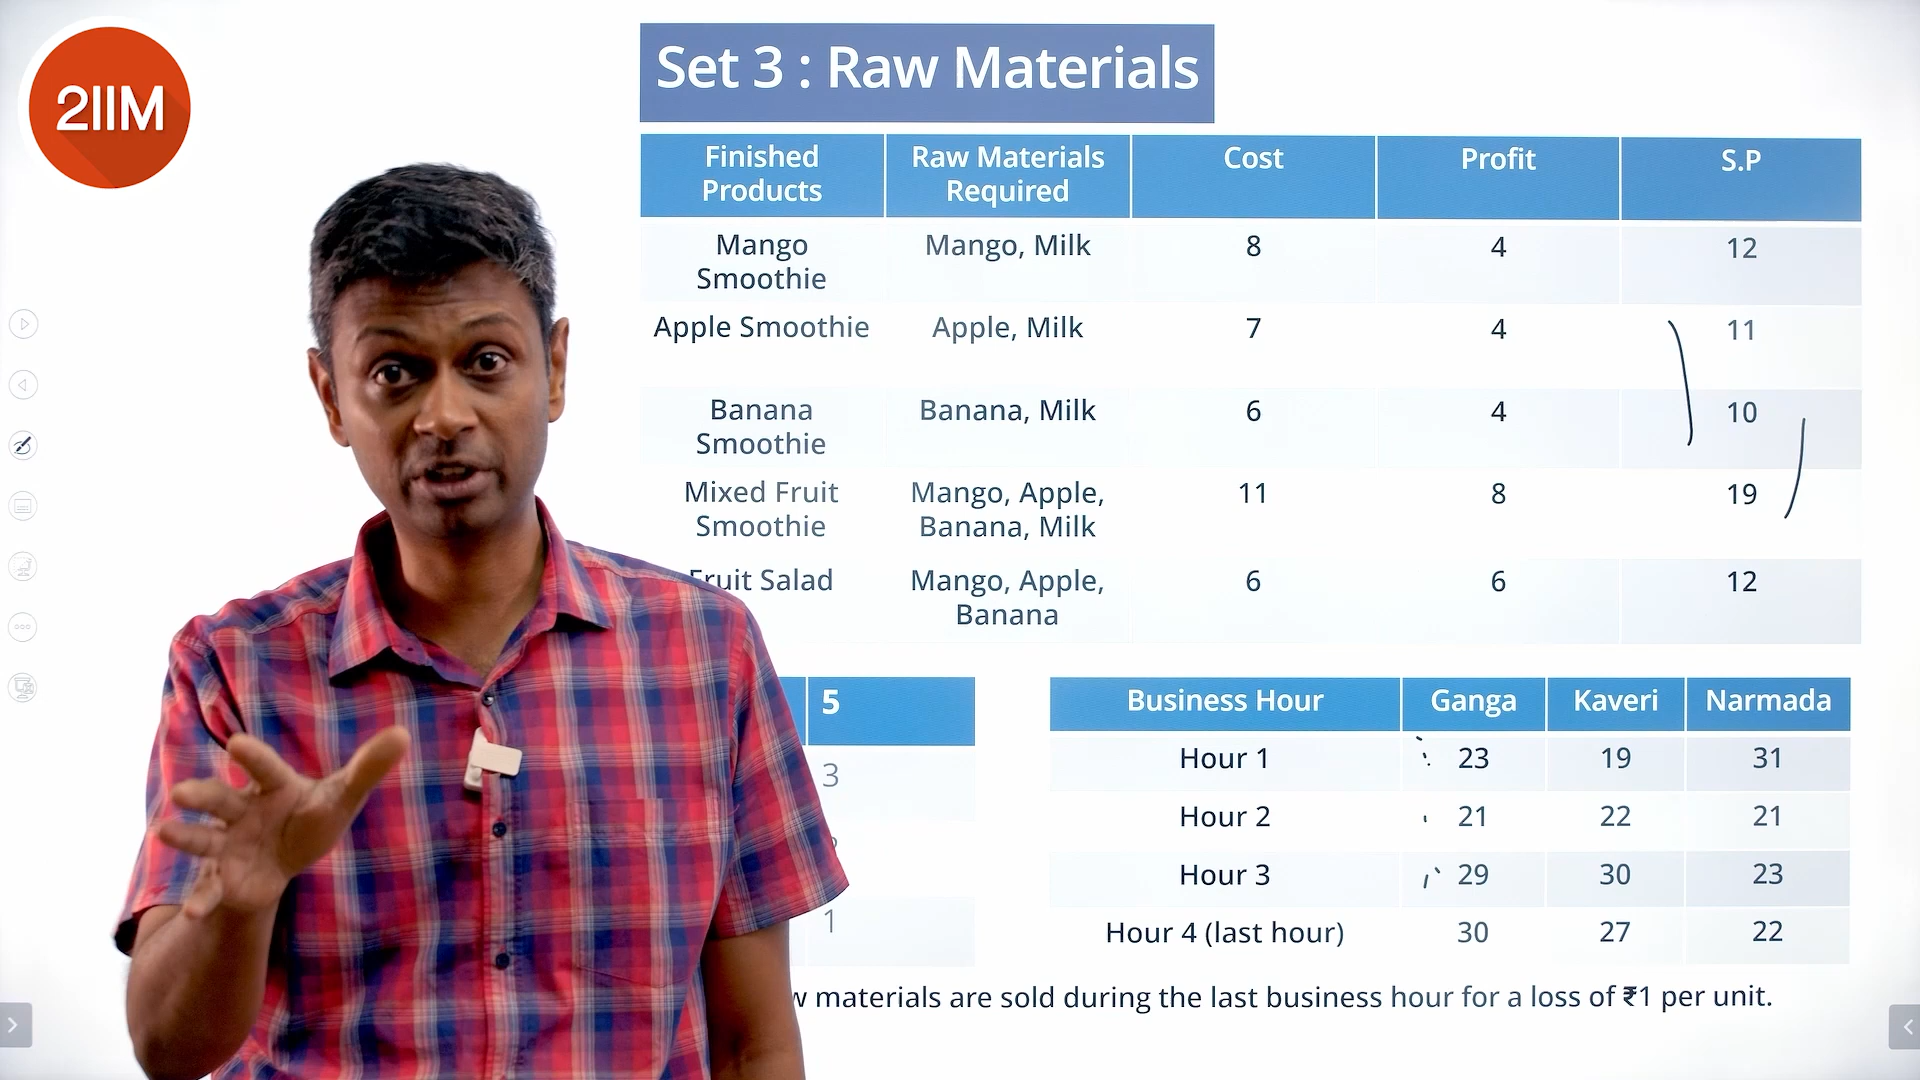 2IIM
Set 3 : Raw Materials
Finished Products
Raw Materials Required
Cost
Profit
S.P
Mango Smoothie
Mango, Milk
8
4
12
Apple Smoothie
Apple, Milk
7
4
11
Banana Smoothie
Banana, Milk
6
4
10
Mixed Fruit Smoothie
Mango, Apple, Banana, Milk
11
8
19
Fruit Salad
Mango, Apple, Banana
6
6
12
5
3
1
Business Hour
Ganga
Kaveri
Narmada
Hour 1
23
19
31
Hour 2
21
22
21
Hour 3
29
30
23
Hour 4 (last hour)
30
27
22
materials are sold during the last business hour for a loss of ₹1 per unit.